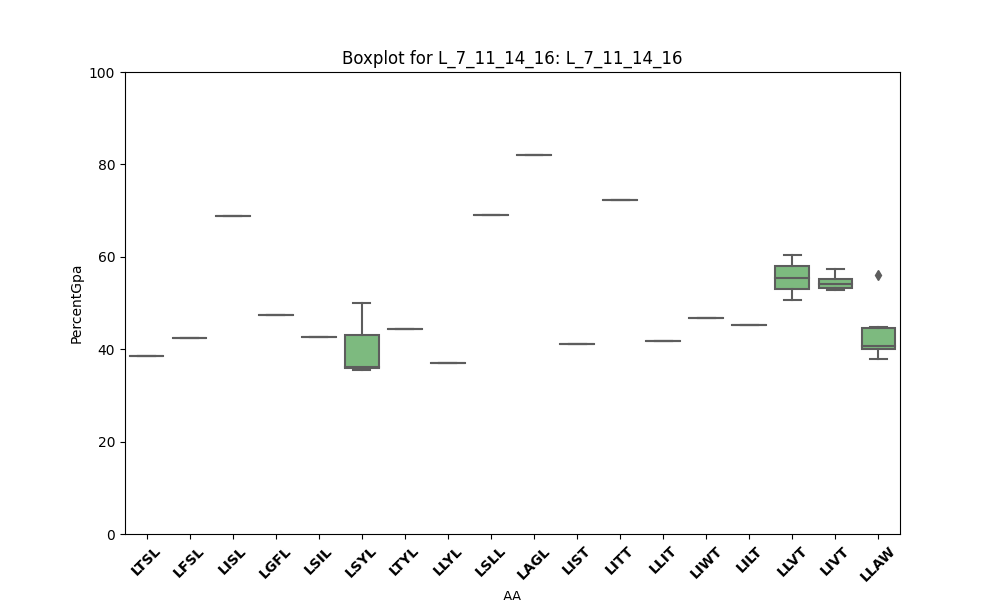 Boxplot for L_7_11_14_16: L_7_11_14_16
100
80
60
40
20
0
PercentGpa
LTSL LFSL LISL LGFL LSIL LSYL LTYL LLYL LSLL LAGL LIST LITT LLIT LIWT LILT LLVT LIVT LLAW
AA